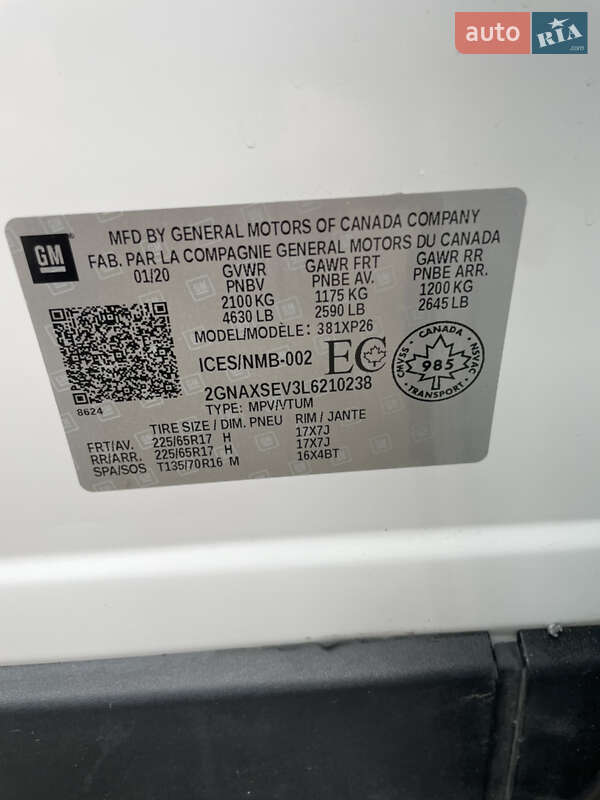 auto RIA.com
GM
MFD BY GENERAL MOTORS OF CANADA COMPANY
FAB. PAR LA COMPAGNIE GENERAL MOTORS DU CANADA
01/20 GVWR GAWR FRT GAWR RR
PNBV PNBE AV. PNBE ARR.
2100 KG 1175 KG 1200 KG
4630 LB 2590 LB 2645 LB
MODEL/MODÈLE: 381XP26
ICES/NMB-002 EC
CANADA
CMVSS 985 NSVAC
TRANSPORT
8624
2GNAXSEV3L6210238
TYPE: MPV/VTUM
TIRE SIZE / DIM. PNEU RIM / JANTE
FRT/AV. 225/65R17 H 17X7J
RR/ARR. 225/65R17 H 17X7J
SPA/SOS T135/70R16 M 16X4BT